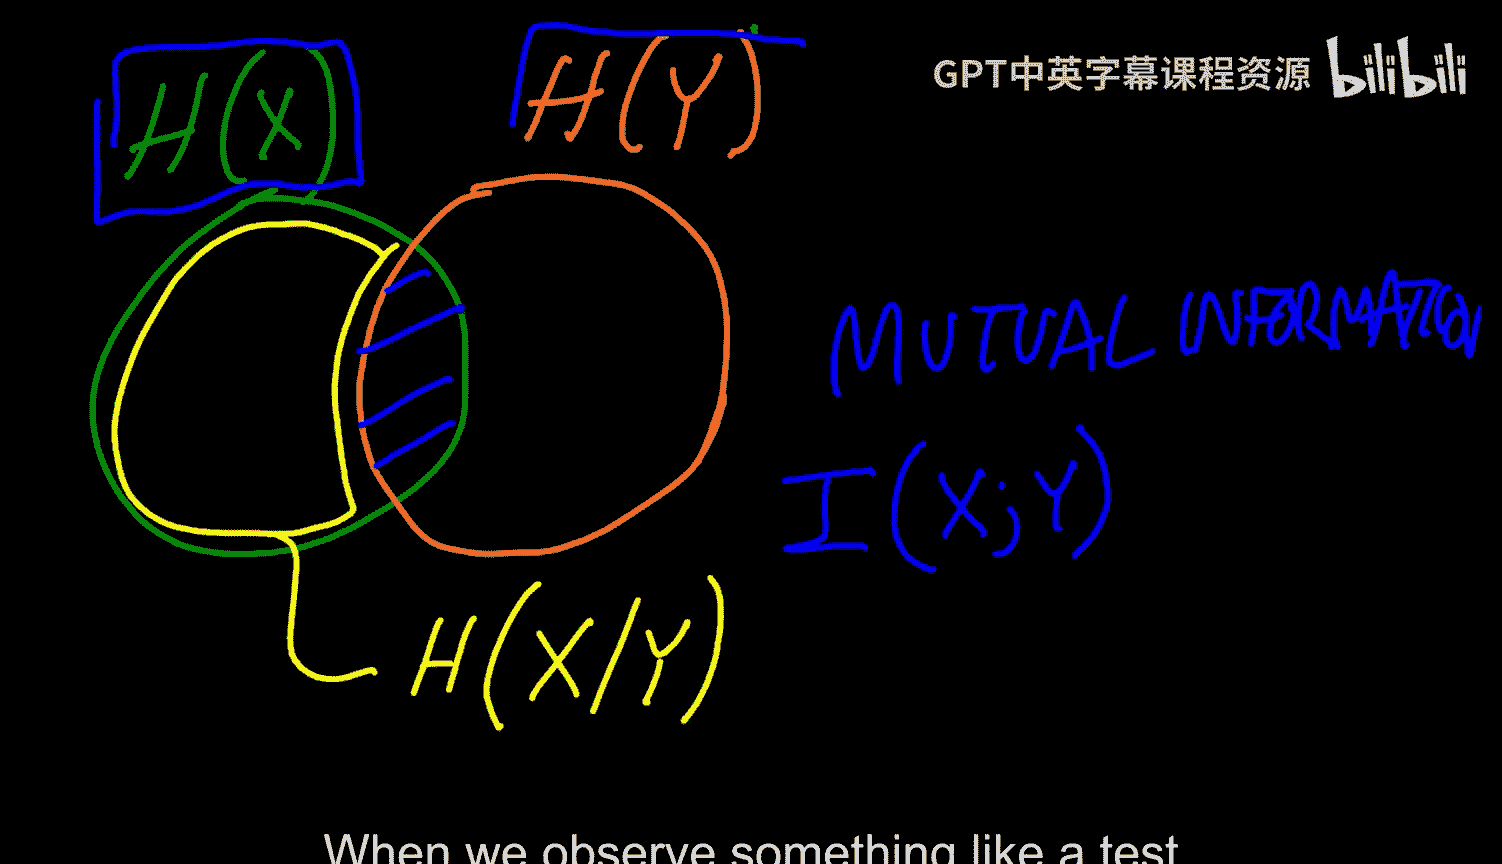 H(X)
H(Y)
GPT中英字幕课程资源 bilibili
MUTUAL INFORMATION
I(X;Y)
H(X/Y)
When we observe something like a test